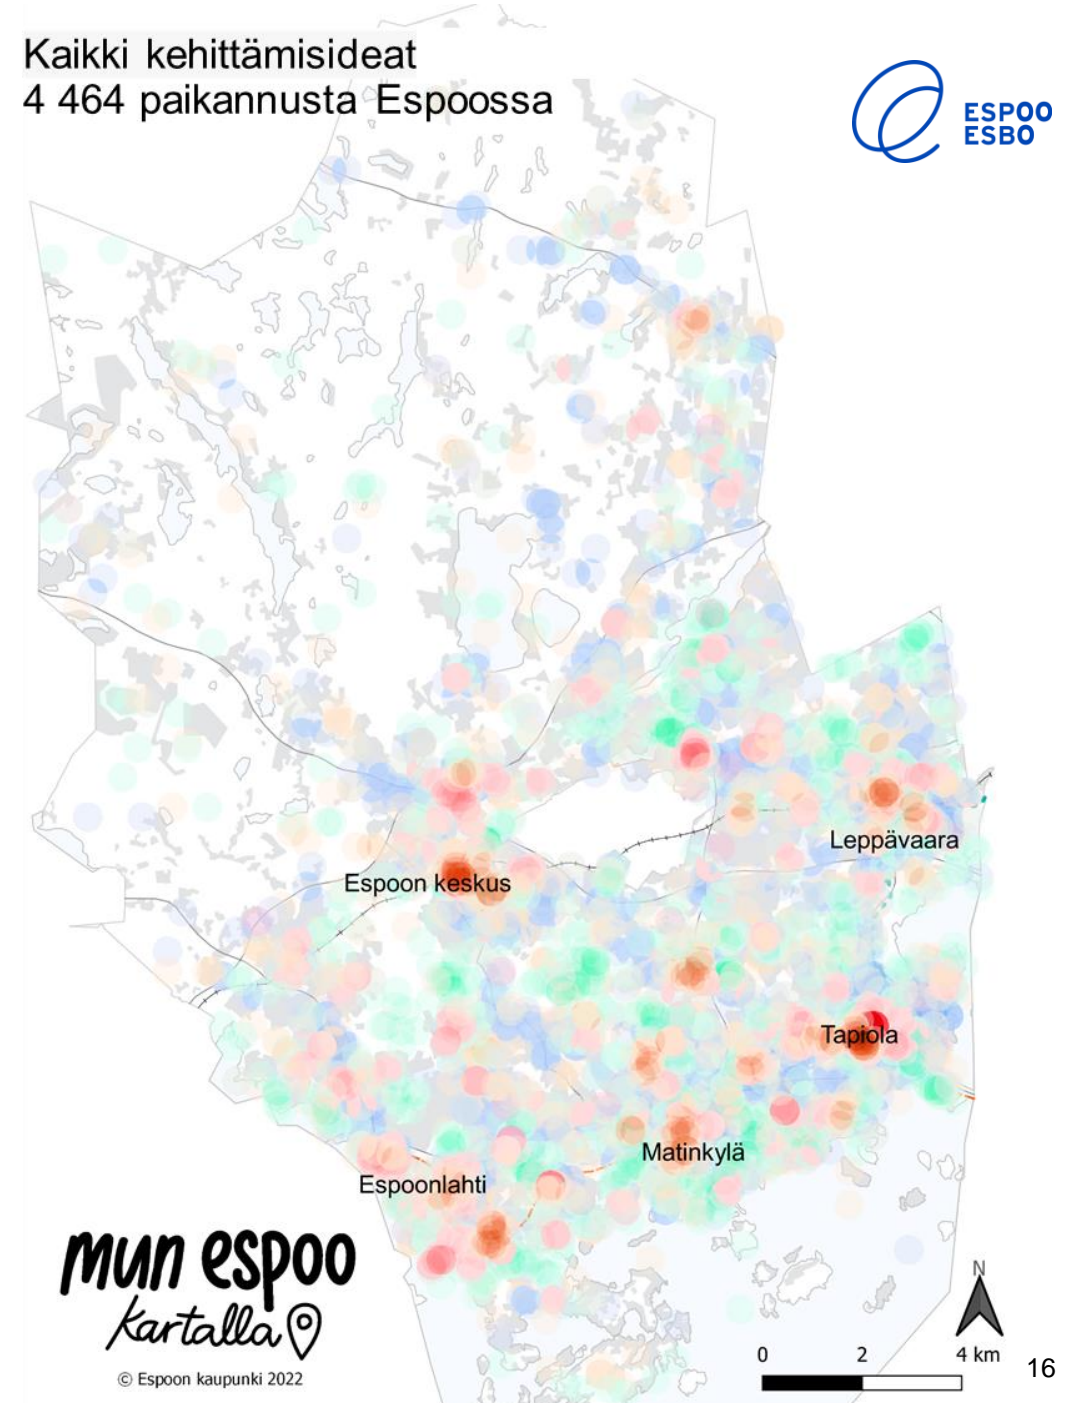 Kaikki kehittämisideat
4 464 paikannusta Espoossa
ESPOO
ESBO
Leppävaara
Espoon keskus
Tapiola
Matinkylä
Espoonlahti
mun espoo
kartalla
© Espoon kaupunki 2022
N
0 2 4 km
16